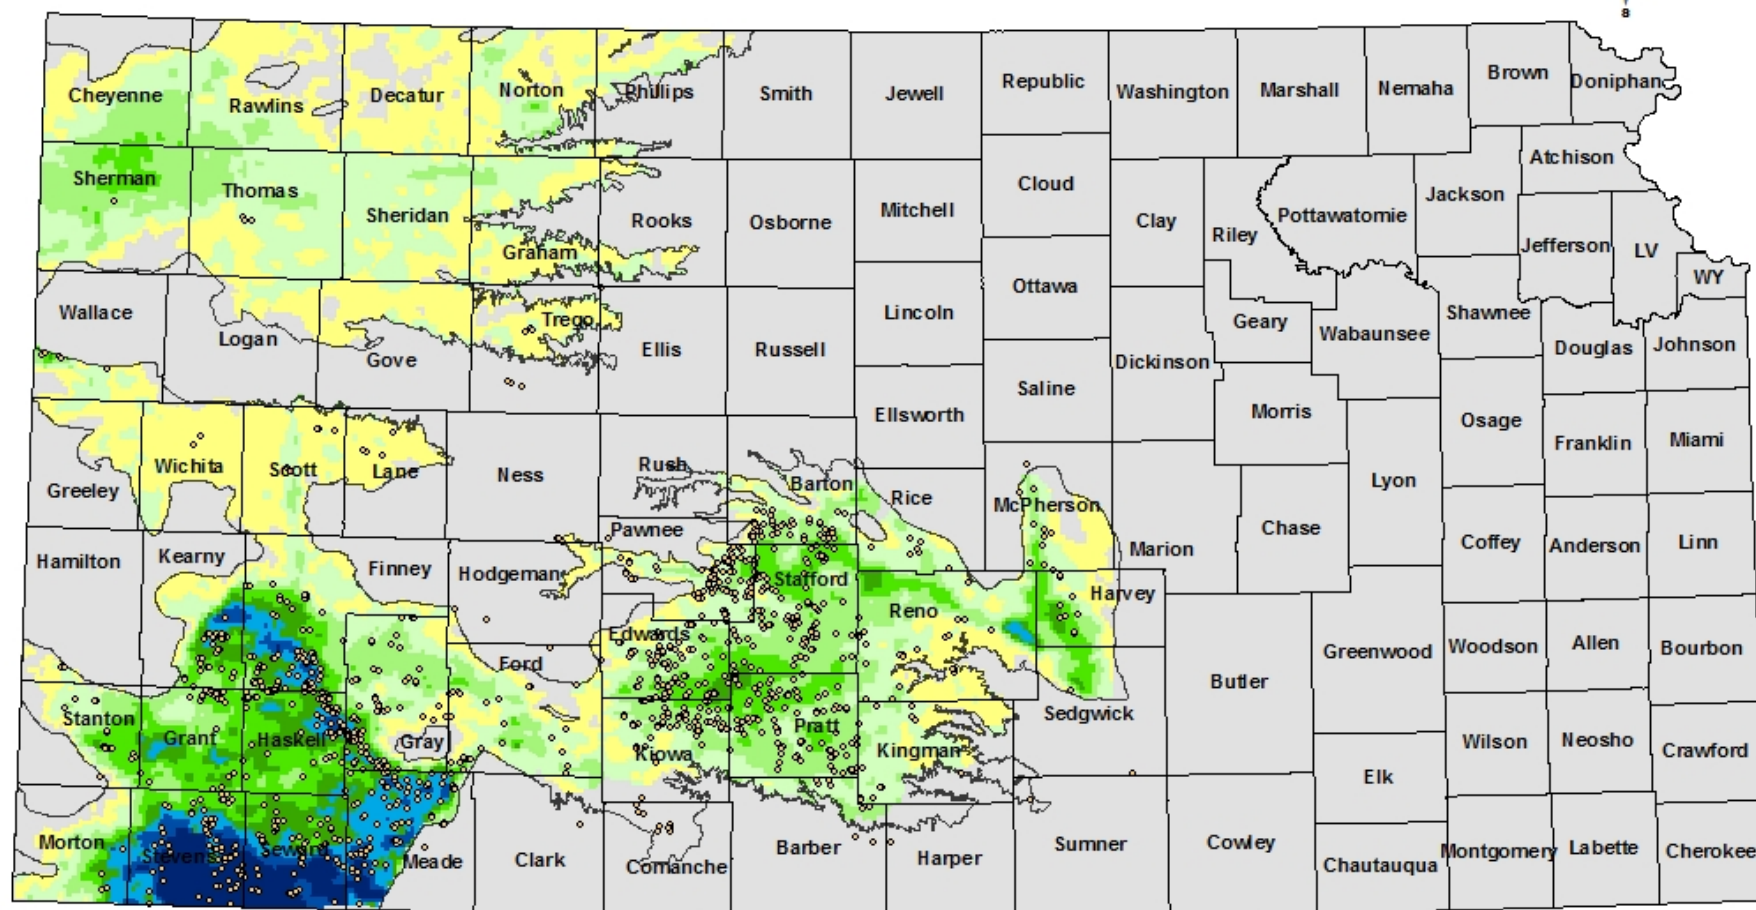 8
Cheyenne
Rawlins
Decatur
Norton
Phillips
Smith
Jewell
Republic
Washington
Marshall
Nemaha
Brown
Doniphan
Sherman
Thomas
Sheridan
Graham
Rooks
Osborne
Mitchell
Cloud
Clay
Riley
Pottawatomie
Jackson
Atchison
Jefferson
LV
WY
Wallace
Logan
Gove
Trego
Ellis
Russell
Lincoln
Ottawa
Dickinson
Geary
Wabaunsee
Shawnee
Douglas
Johnson
Ellsworth
Saline
Morris
Osage
Franklin
Miami
Greeley
Wichita
Scott
Lane
Ness
Rush
Barton
Rice
McPherson
Marion
Chase
Lyon
Coffey
Anderson
Linn
Hamilton
Kearny
Finney
Hodgeman
Pawnee
Stafford
Reno
Harvey
Edwards
Ford
Greenwood
Woodson
Allen
Bourbon
Butler
Stanton
Grant
Haskell
Gray
Kiowa
Pratt
Kingman
Sedgwick
Elk
Wilson
Neosho
Crawford
Morton
Stevens
Seward
Meade
Clark
Comanche
Barber
Harper
Sumner
Cowley
Chautauqua
Montgomery
Labette
Cherokee